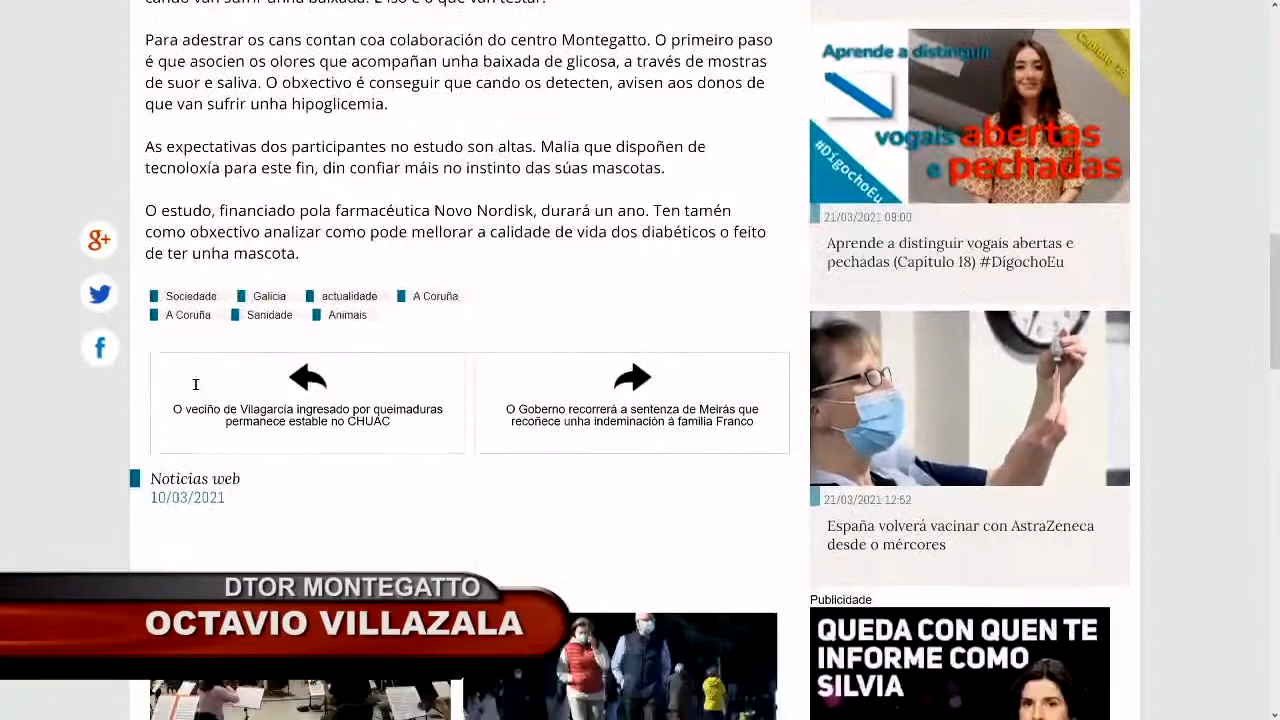 Para adestrar os cans contan coa colaboración do centro Montegatto. O primeiro paso
é que asocien os olores que acompañan unha baixada de glicosa, a través de mostras
de suor e saliva. O obxectivo é conseguir que cando os detecten, avisen aos donos de
que van sufrir unha hipoglicemia.
As expectativas dos participantes no estudo son altas. Malia que dispoñen de
tecnoloxía para este fin, din confiar máis no instinto das súas mascotas.
O estudo, financiado pola farmacéutica Novo Nordisk, durará un ano. Ten tamén
como obxectivo analizar como pode mellorar a calidade de vida dos diabéticos o feito
de ter unha mascota.
g+
f
Sociedade Galicia actualidade A Coruña
A Coruña Sanidade Animais
O veciño de Vilagarcía ingresado por queimaduras
permanece estable no CHUAC
O Goberno recorrerá a sentenza de Meirás que
recoñece unha indeminación á familia Franco
Noticias web
10/03/2021
DTOR MONTEGATTO
OCTAVIO VILLAZALA
Aprende a distinguir
Capítulo 18
vogais abertas
e pechadas
#DígochoEu
21/03/2021 09:00
Aprende a distinguir vogais abertas e
pechadas (Capítulo 18) #DígochoEu
21/03/2021 12:52
España volverá vacinar con AstraZeneca
desde o mércores
Publicidade
QUEDA CON QUEN TE
INFORME COMO
SILVIA